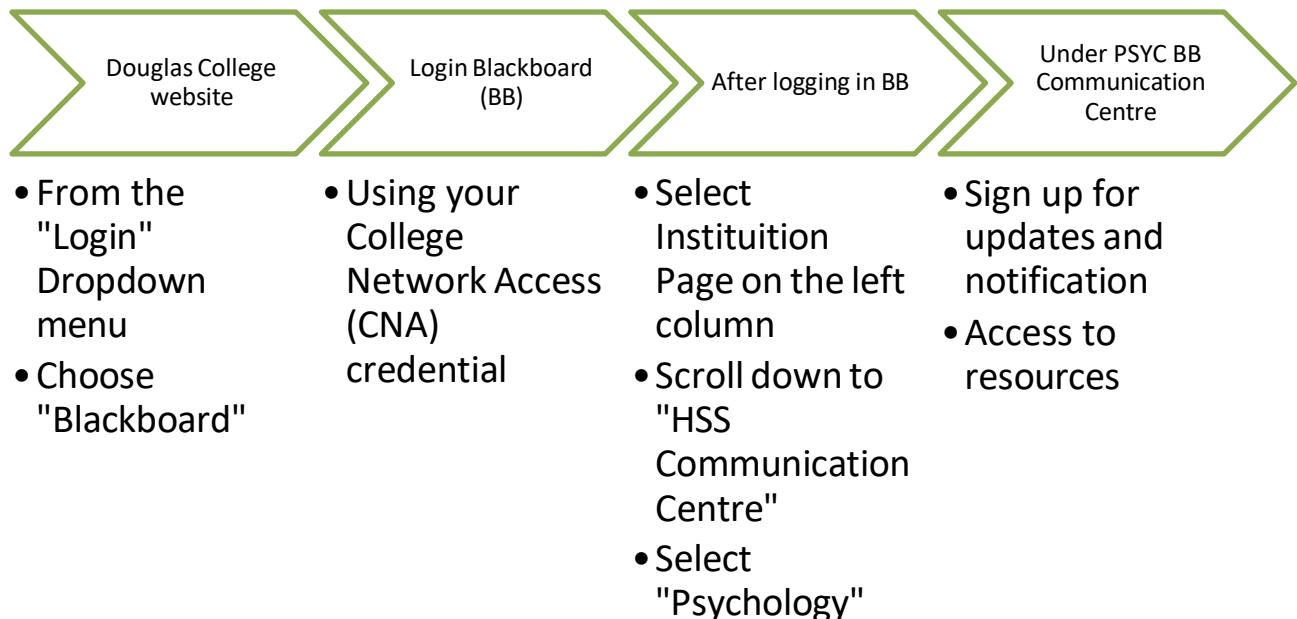 Douglas College
website
• From the
"Login"
Dropdown
menu
• Choose
"Blackboard"
Login Blackboard
(BB)
• Using your
College
Network Access
(CNA)
credential
After logging in BB
• Select
Instituition
Page on the left
column
• Scroll down to
"HSS
Communication
Centre"
• Select
"Psychology"
Under PSYC BB
Communication
Centre
• Sign up for
updates and
notification
• Access to
resources